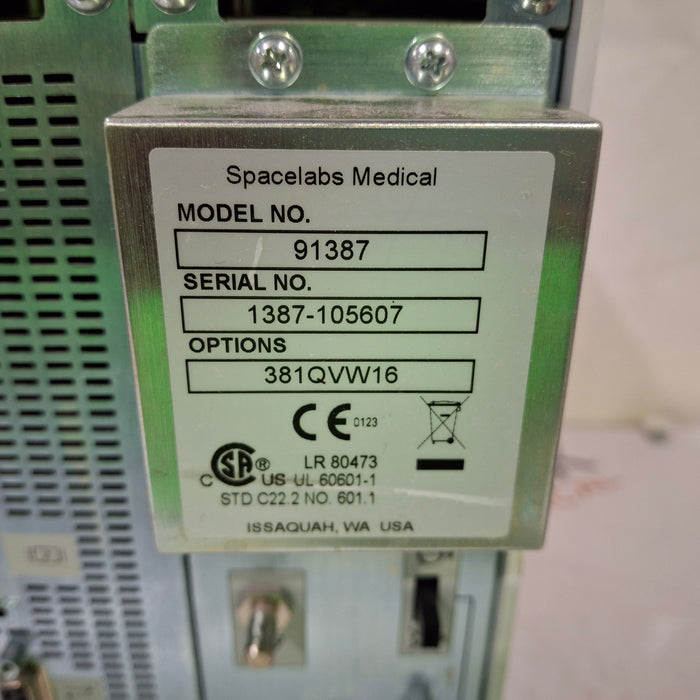 Spacelabs Medical
MODEL NO.
91387
SERIAL NO.
1387-105607
OPTIONS
381QVW16
CE 0123
C SA® US LR 80473
UL 60601-1
STD C22.2 NO. 601.1
ISSAQUAH, WA USA